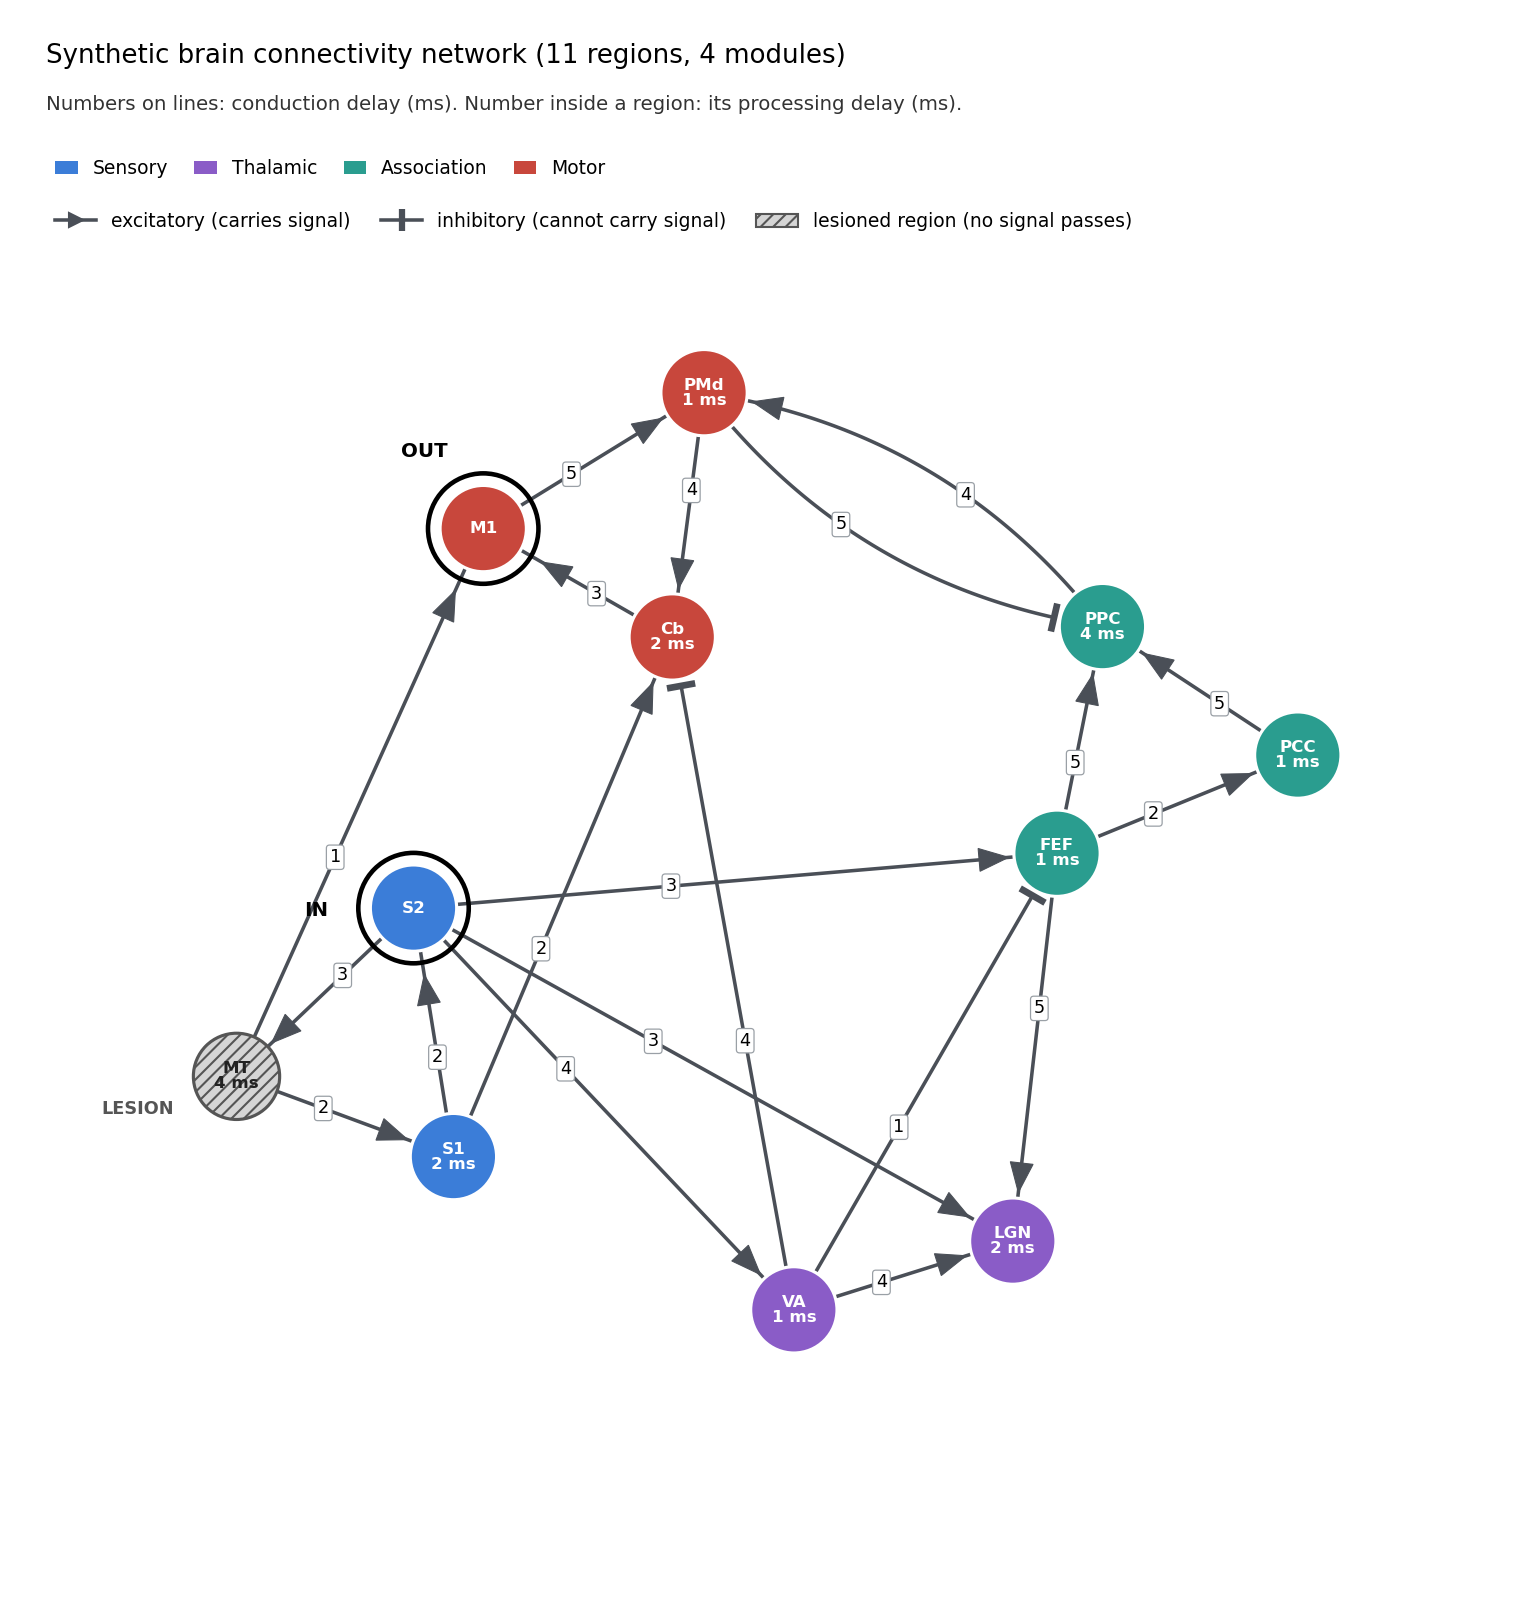 Synthetic brain connectivity network (11 regions, 4 modules)
Numbers on lines: conduction delay (ms). Number inside a region: its processing delay (ms).
Sensory Thalamic Association Motor
excitatory (carries signal) inhibitory (cannot carry signal) lesioned region (no signal passes)
PMd
1 ms
OUT
5
4
4
M1
5
3
Cb
2 ms
PPC
4 ms
5
PCC
1 ms
5
2
1
FEF
1 ms
3
IN
S2
2
3
5
4
3
2
4
MT
4 ms
LESION
2
1
S1
2 ms
LGN
2 ms
4
VA
1 ms